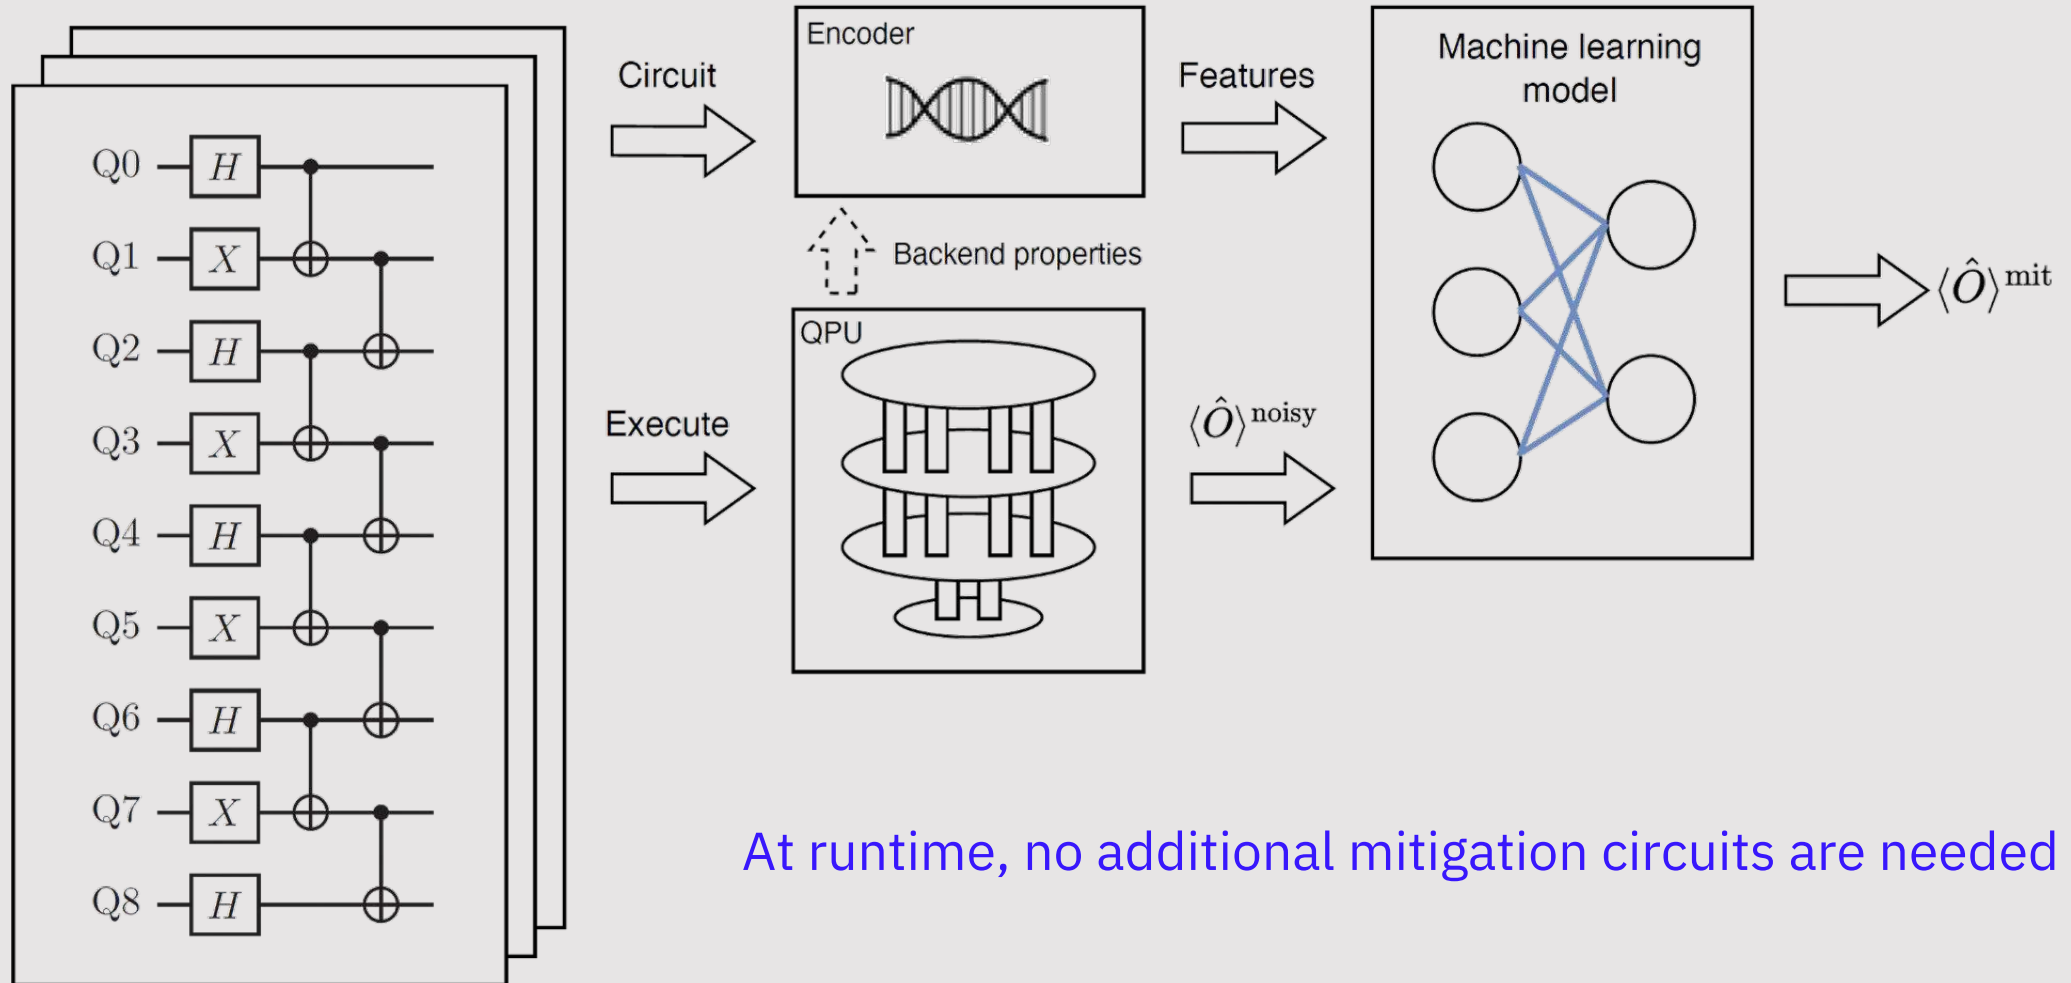 Q0 H
Q1 X
Q2 H
Q3 X
Q4 H
Q5 X
Q6 H
Q7 X
Q8 H
Circuit
Execute
Encoder
Backend properties
QPU
Features
⟨Ô⟩^noisy
Machine learning
model
⟨Ô⟩^mit
At runtime, no additional mitigation circuits are needed